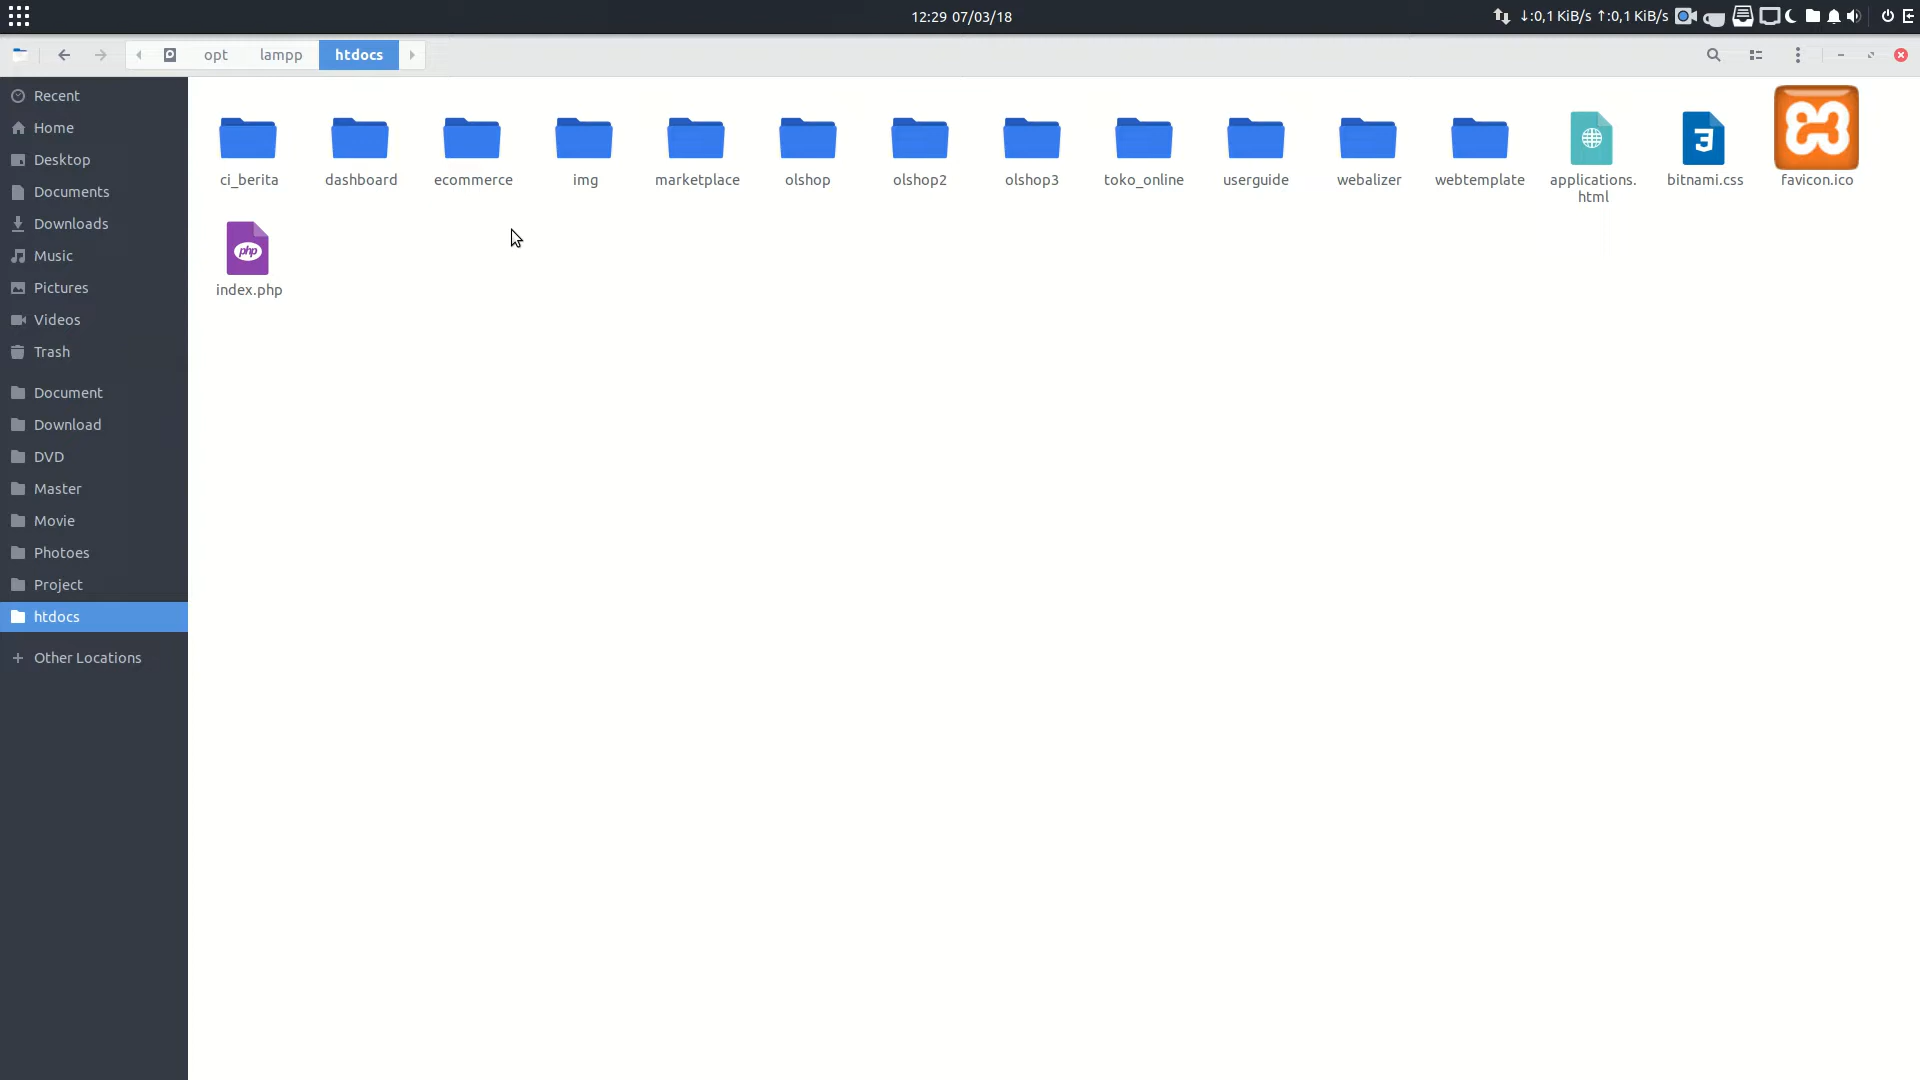 12:29 07/03/18
↓:0,1 KiB/s ↑:0,1 KiB/s
opt
lampp
htdocs
Recent
Home
Desktop
Documents
Downloads
Music
Pictures
Videos
Trash
Document
Download
DVD
Master
Movie
Photoes
Project
htdocs
Other Locations
ci_berita
dashboard
ecommerce
img
marketplace
olshop
olshop2
olshop3
toko_online
userguide
webalizer
webtemplate
applications.
html
3
bitnami.css
favicon.ico
php
index.php